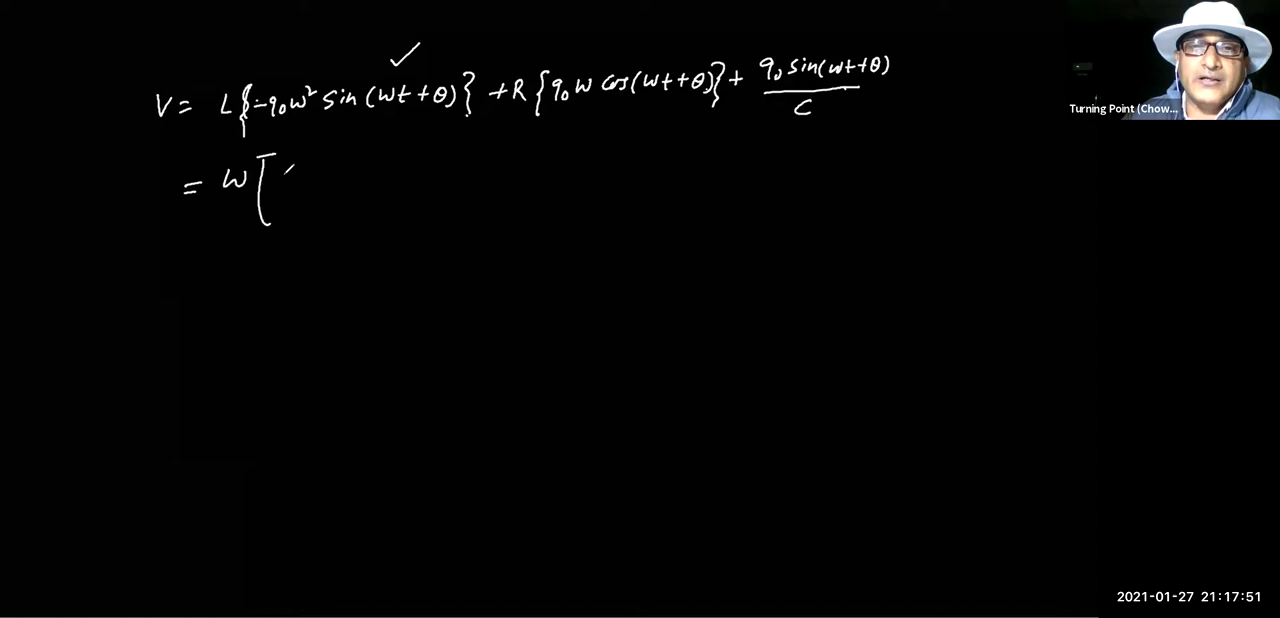 V = L{-q₀ω² sin(ωt+θ)} + R{q₀ω cos(ωt+θ)} + q₀ sin(ωt+θ) / C
= ω[
Turning Point (Chow...
2021-01-27 21:17:51